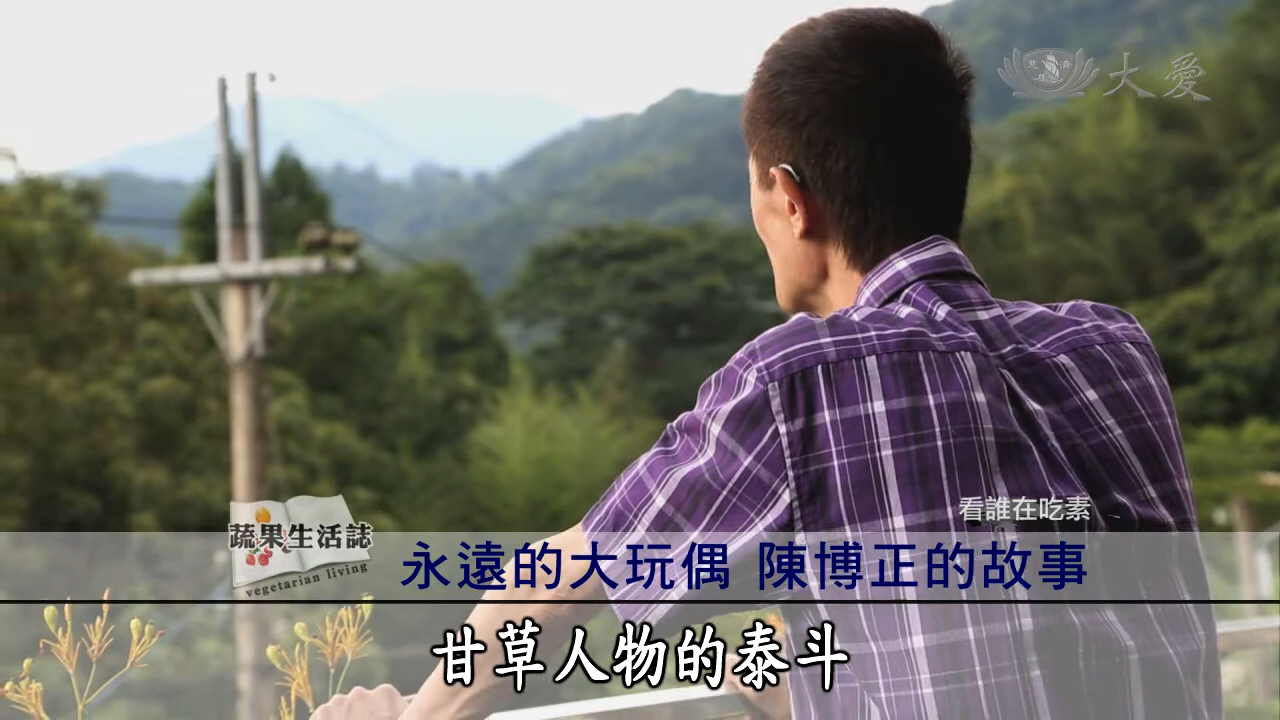 大愛
看誰在吃素
蔬果生活誌
vegetarian living
永遠的大玩偶 陳博正的故事
甘草人物的泰斗